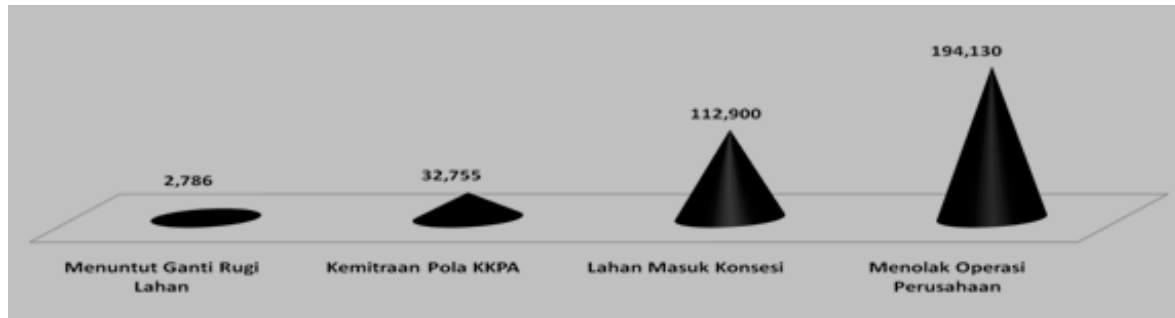 194,130
112,900
32,755
2,786
Menuntut Ganti Rugi
Lahan
Kemitraan Pola KKPA
Lahan Masuk Konsesi
Menolak Operasi
Perusahaan